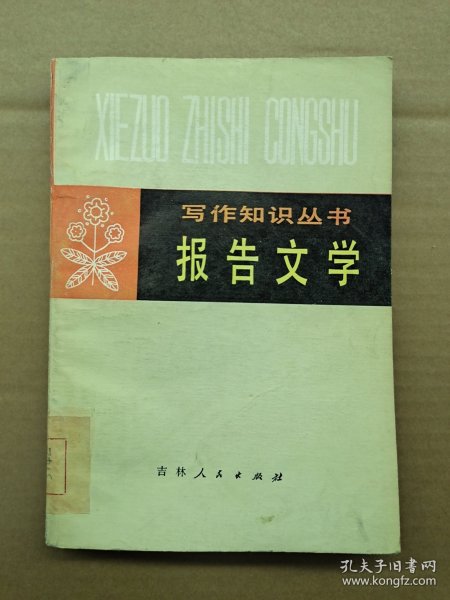 XIEZUO ZHISHI CONGSHU
写作知识丛书
报告文学
吉林人民出版社
孔夫子旧书网
www.kongfz.com